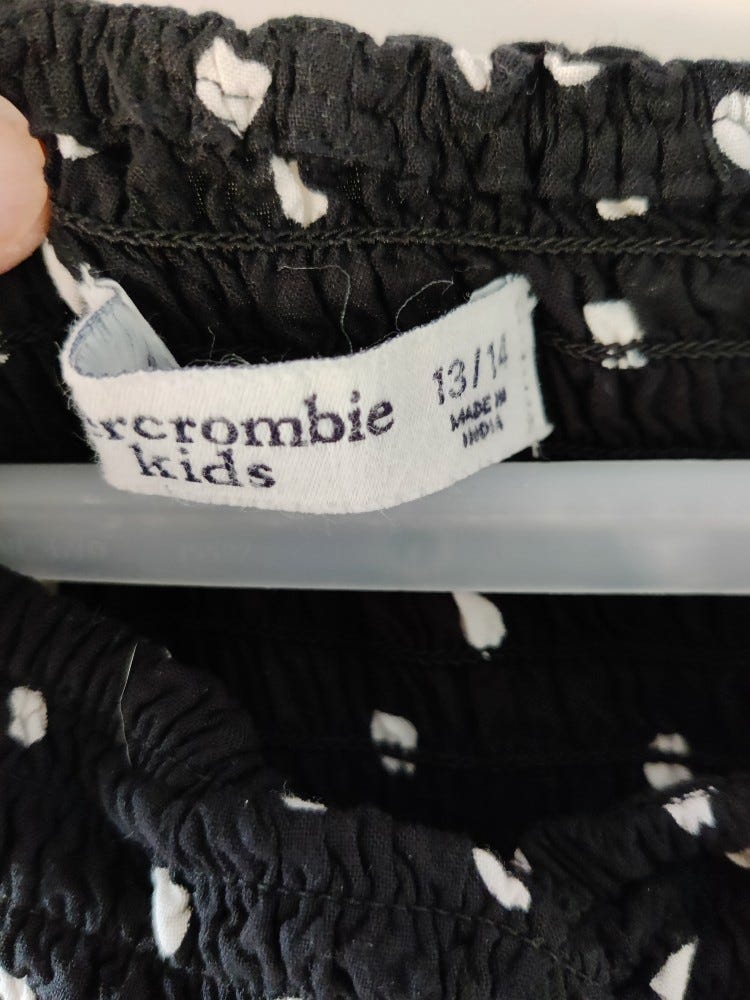 ercrombie
kids
13/14
MADE IN
INDIA